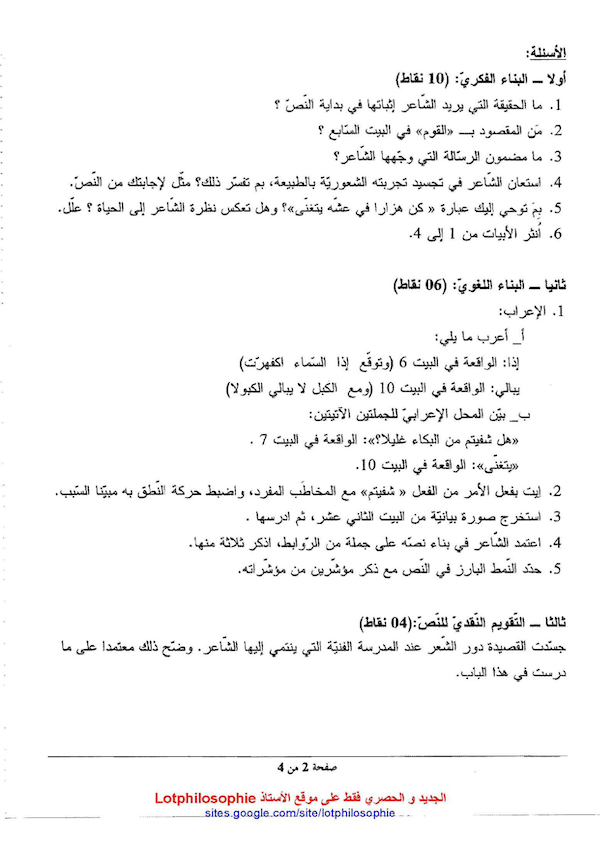 الأسئلة:
أولا ــ البناء الفكريّ: (10 نقاط)
1. ما الحقيقة التي يريد الشّاعر إثباتها في بداية النّصّ ؟
2. مَن المقصود بـــ «القوم» في البيت السّابع ؟
3. ما مضمون الرّسالة التي وجّهها الشّاعر؟
4. استعان الشّاعر في تجسيد تجربته الشعوريّة بالطبيعة، بم تفسّر ذلك؟ مثّل لإجابتك من النّصّ.
5. بِمَ توحي إليك عبارة « كن هزارا في عشّه يتغنّى»؟ وهل تعكس نظرة الشّاعر إلى الحياة ؟ علّل.
6. أنثر الأبيات من 1 إلى 4.
ثانيا ــ البناء اللغويّ: (06 نقاط)
1. الإعراب:
أ_ أعرب ما يلي:
إذا: الواقعة في البيت 6 (وتوقّع إذا السّماء اكفهرّت)
يبالي: الواقعة في البيت 10 (ومع الكبل لا يبالي الكبولا)
ب_ بيّن المحل الإعرابيّ للجملتين الآتيتين:
«هل شفيتم من البكاء غليلا؟»: الواقعة في البيت 7 .
«يتغنّى»: الواقعة في البيت 10.
2. إيت بفعل الأمر من الفعل « شفيتم» مع المخاطَب المفرد، واضبط حركة النّطق به مبيّنا السّبب.
3. استخرج صورة بيانيّة من البيت الثاني عشر، ثم ادرسها .
4. اعتمد الشّاعر في بناء نصّه على جملة من الرّوابط، اذكر ثلاثة منها.
5. حدّد النّمط البارز في النّص مع ذكر مؤشّرين من مؤشّراته.
ثالثا ــ التّقويم النّقديّ للنّصّ:(04 نقاط)
جسّدت القصيدة دور الشّعر عند المدرسة الفنيّة التي ينتمي إليها الشّاعر. وضّح ذلك معتمدا على ما
درست في هذا الباب.
صفحة 2 من 4
الجديد و الحصري فقط على موقع الأستاذ Lotphilosophie
sites.google.com/site/lotphilosophie